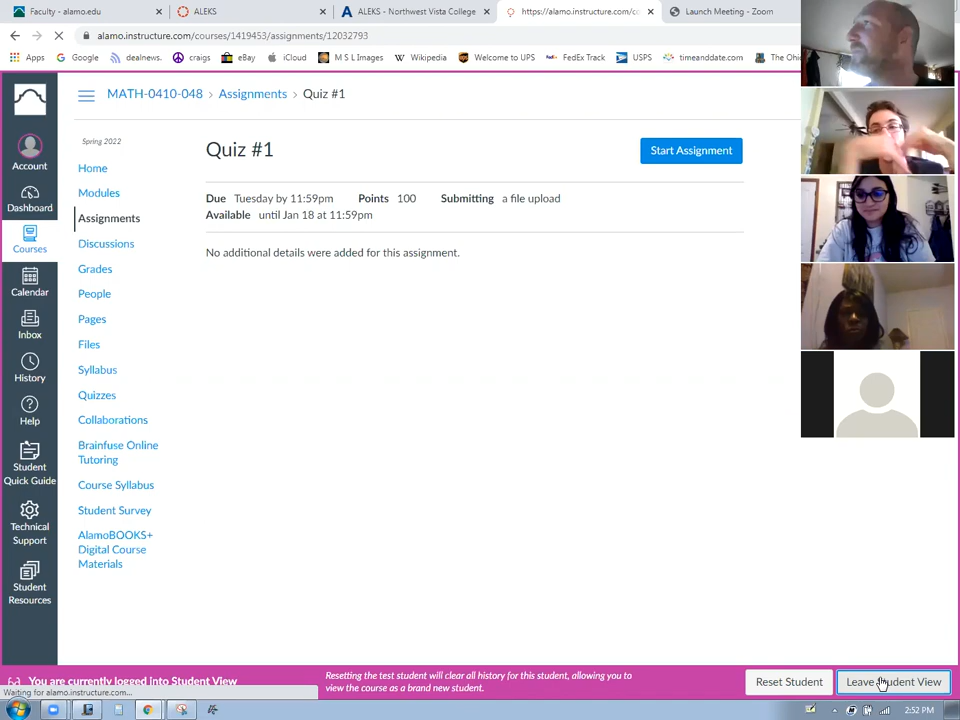 Faculty - alamo.edu
ALEKS
ALEKS - Northwest Vista College
https://alamo.instructure.com/co
Launch Meeting - Zoom
alamo.instructure.com/courses/1419453/assignments/12032793
Apps
Google
dealnews.
craigs
eBay
iCloud
M S L Images
Wikipedia
Welcome to UPS
FedEx Track
USPS
timeanddate.com
The Ohio
MATH-0410-048 > Assignments > Quiz #1
Account
Dashboard
Courses
Calendar
Inbox
History
Help
Student
Quick Guide
Technical
Support
Student
Resources
Spring 2022
Home
Modules
Assignments
Discussions
Grades
People
Pages
Files
Syllabus
Quizzes
Collaborations
Brainfuse Online
Tutoring
Course Syllabus
Student Survey
AlamoBOOKS+
Digital Course
Materials
Quiz #1
Start Assignment
Due Tuesday by 11:59pm Points 100 Submitting a file upload
Available until Jan 18 at 11:59pm
No additional details were added for this assignment.
You are currently logged into Student View
Resetting the test student will clear all history for this student, allowing you to
view the course as a brand new student.
Reset Student
Leave Student View
Waiting for alamo.instructure.com...
2:52 PM